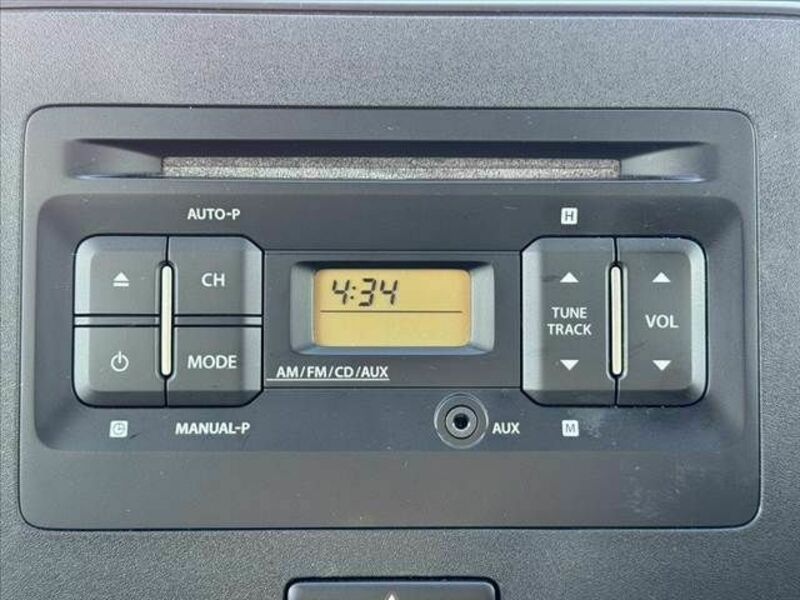 AUTO-P
H
CH
4:34
TUNE
TRACK
VOL
MODE
AM/FM/CD/AUX
MANUAL-P
AUX
M